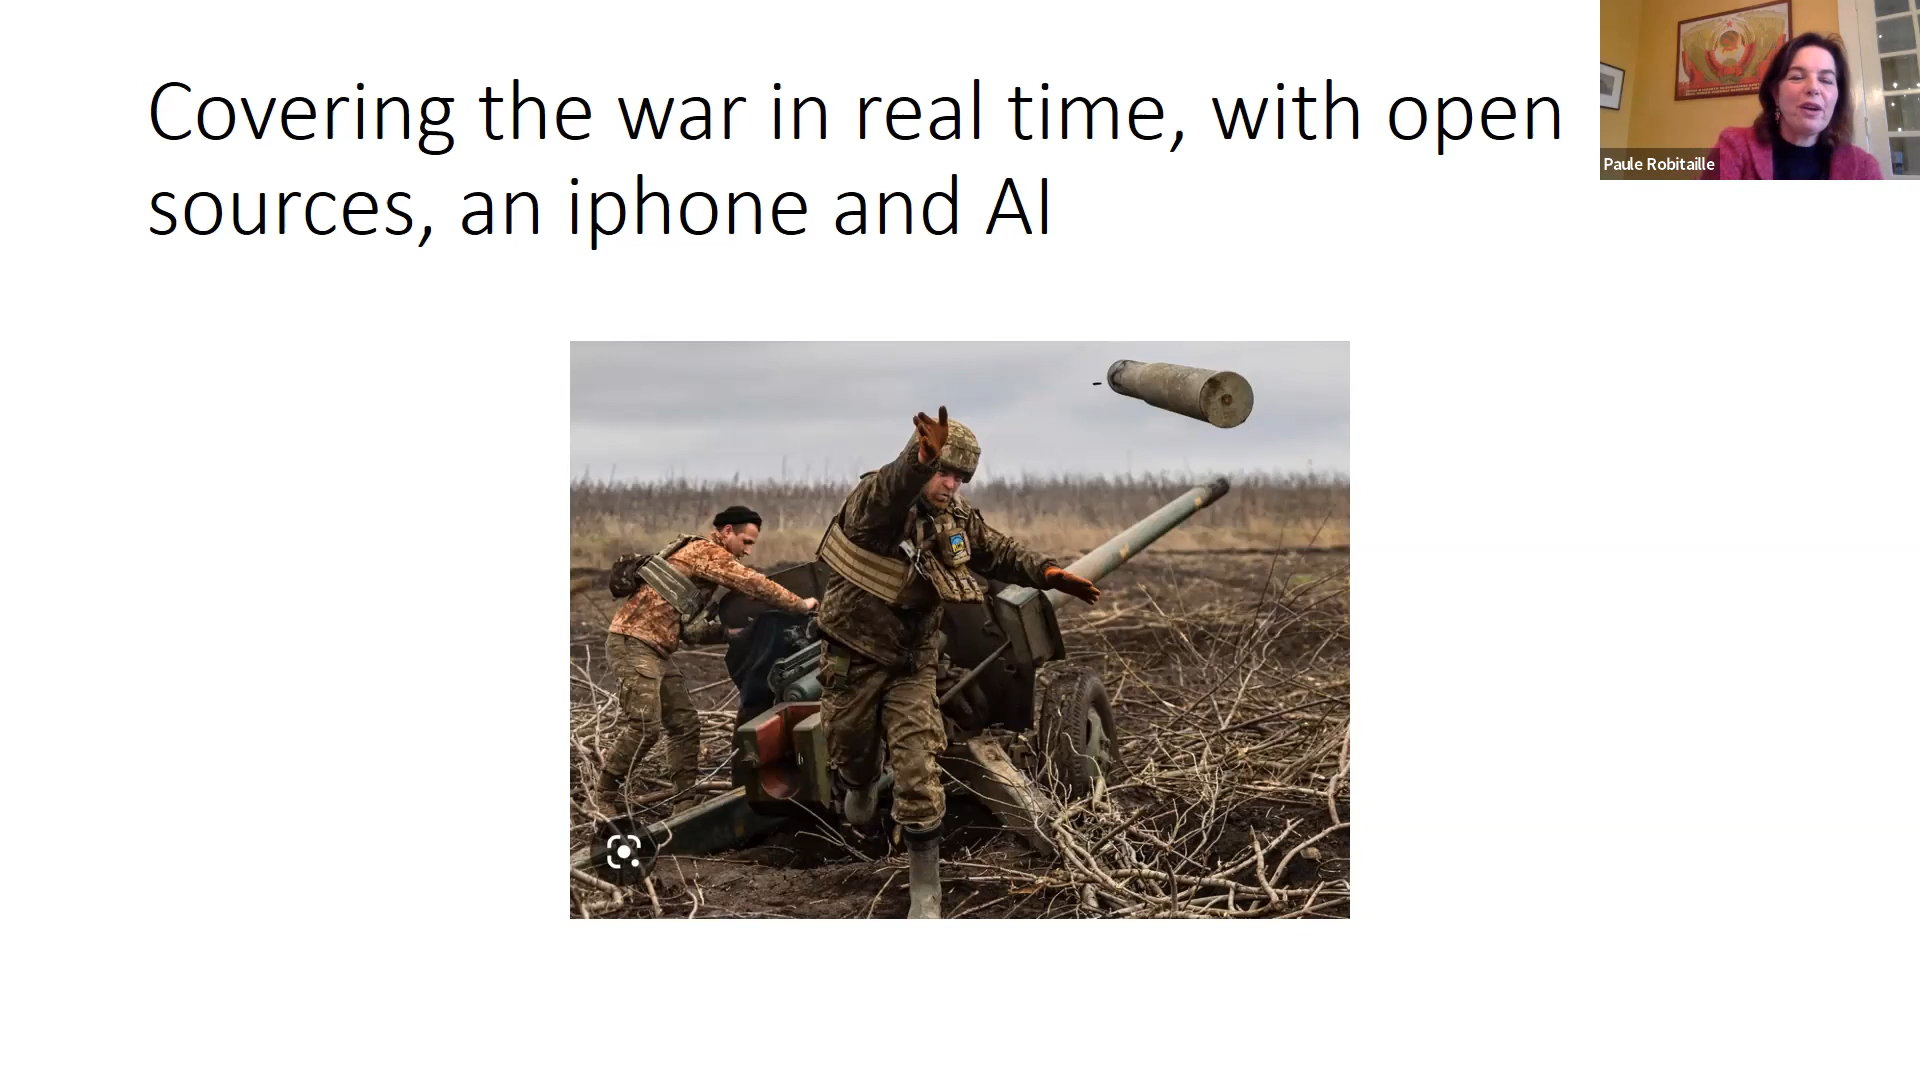 Covering the war in real time, with open
sources, an iphone and AI
Paule Robitaille